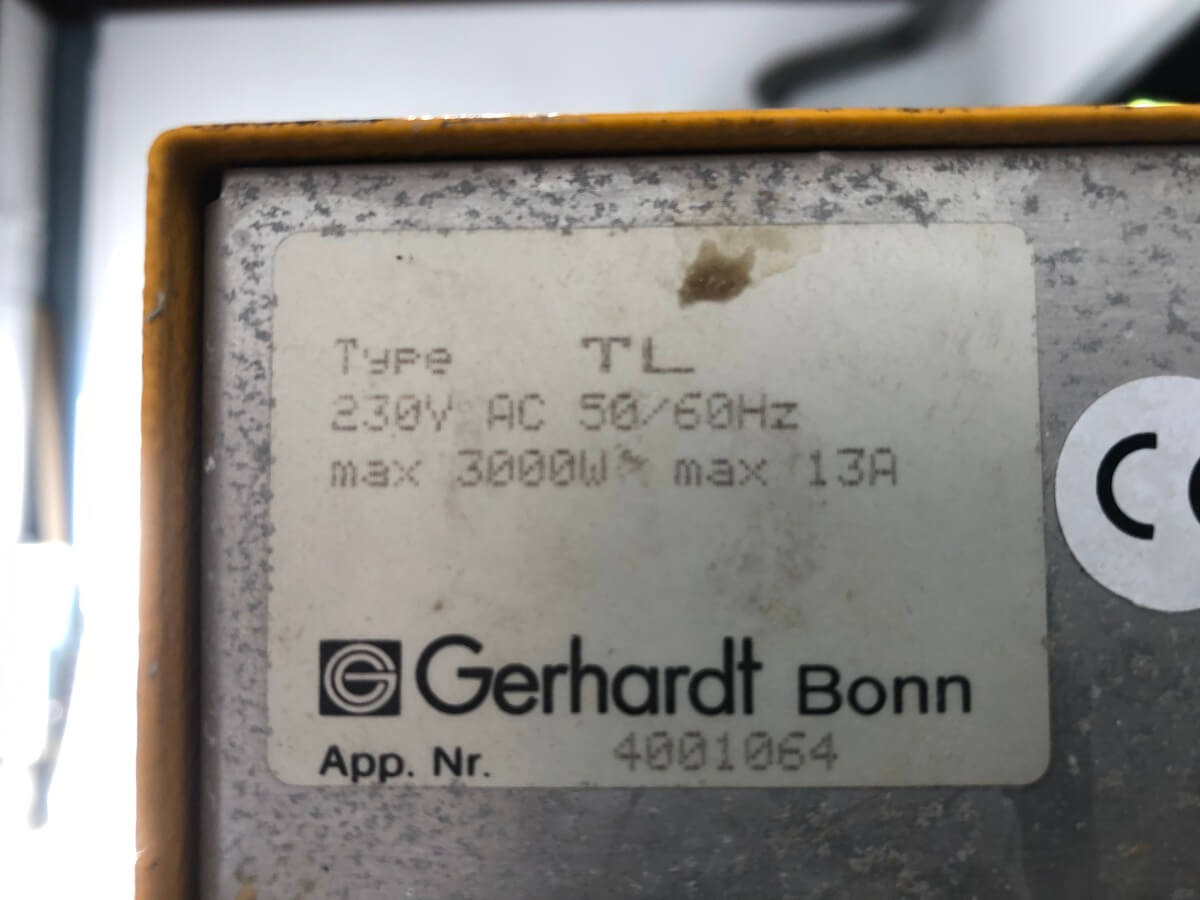 Type TL
230V AC 50/60Hz
max 3000W max 13A
CE
Gerhardt Bonn
App. Nr. 4001064